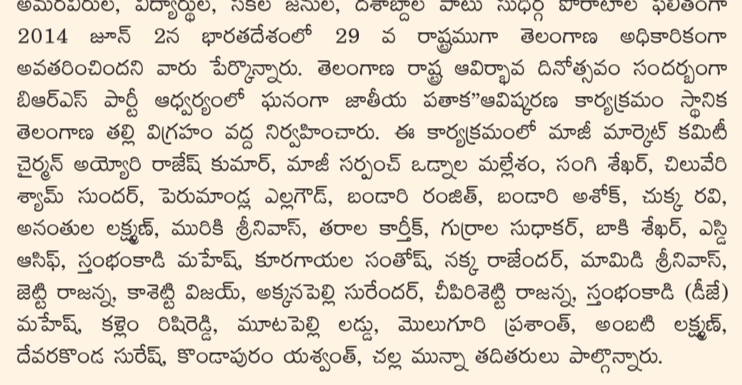 అమరవీరుల, విద్యార్థుల, సకల జనుల, దశాబ్దాల పాటు సుధీర్ఘ పోరాటాల ఫలితంగా
2014 జూన్ 2న భారతదేశంలో 29 వ రాష్ట్రముగా తెలంగాణ అధికారికంగా
అవతరించిందని వారు పేర్కొన్నారు. తెలంగాణ రాష్ట్ర ఆవిర్భావ దినోత్సవం సందర్బంగా
బిఆర్ఎస్ పార్టీ ఆధ్వర్యంలో ఘనంగా జాతీయ పతాక”ఆవిష్కరణ కార్యక్రమం స్థానిక
తెలంగాణ తల్లి విగ్రహం వద్ద నిర్వహించారు. ఈ కార్యక్రమంలో మాజీ మార్కెట్ కమిటీ
చైర్మన్ అయ్యోరి రాజేష్ కుమార్, మాజీ సర్పంచ్ ఒడ్నాల మల్లేశం, సంగి శేఖర్, చిలువేరి
శ్యామ్ సుందర్, పెరుమాండ్ల ఎల్లగౌడ్, బండారి రంజిత్, బండారి అశోక్, చుక్క రవి,
అనంతుల లక్ష్మణ్, మురికి శ్రీనివాస్, తరాల కార్తీక్, గుర్రాల సుధాకర్, బాకి శేఖర్, ఎస్డి
ఆసిఫ్, స్తంభంకాడి మహేష్, కూరగాయల సంతోష్, నక్క రాజేందర్, మామిడి శ్రీనివాస్,
జెట్టి రాజన్న, కాశెట్టి విజయ్, అక్కనపెల్లి సురేందర్, చీపిరిశెట్టి రాజన్న, స్తంభంకాడి (డీజే)
మహేష్, కళ్లెం రిషిరెడ్డి, మూటపెల్లి లడ్డు, మొలుగూరి ప్రశాంత్, అంబటి లక్ష్మణ్,
దేవరకొండ సురేష్, కొండాపురం యశ్వంత్, చల్ల మున్నా తదితరులు పాల్గొన్నారు.